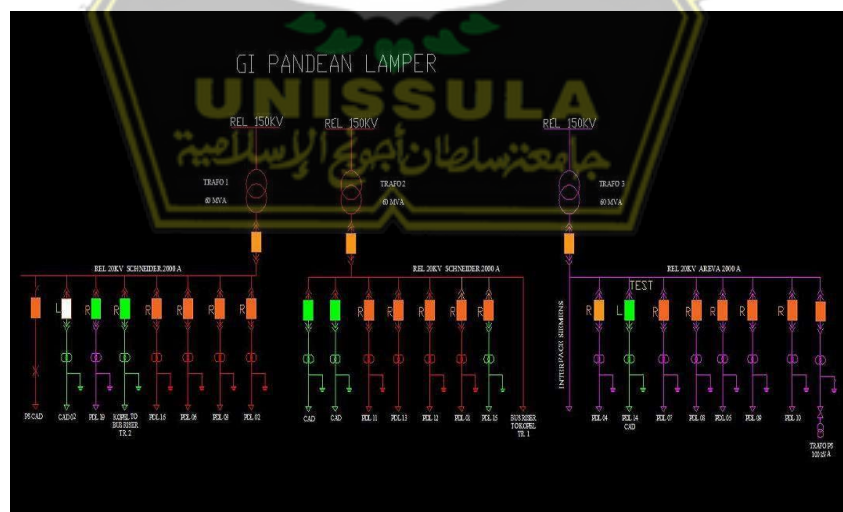 GI PANDEAN LAMPER
UNISSULA
جامعة سلطان أجونج الإسلامية
REL 150KV
REL 150KV
REL 150KV
TRAFO 1
60 MVA
TRAFO 2
60 MVA
TRAFO 3
60 MVA
REL 20KV SCHNEIDER 2000 A
REL 20KV SCHNEIDER 2000 A
REL 20KV AREVA 2000 A
TEST
L R R R R R R
R R R R R
R L R R R R R
INTERFACE SIEMENS
PS CAD
CAD 02
PDL 19
KOPEL TO
BUS RISER
TR. 2
PDL 16
PDL 06
PDL 03
PDL 02
CAD
CAD
PDL 11
PDL 13
PDL 12
PDL 01
PDL 15
BUS RISER
TO KOPEL
TR. 1
PDL 04
PDL 14
CAD
PDL 07
PDL 08
PDL 05
PDL 09
PDL 10
TRAFO PS